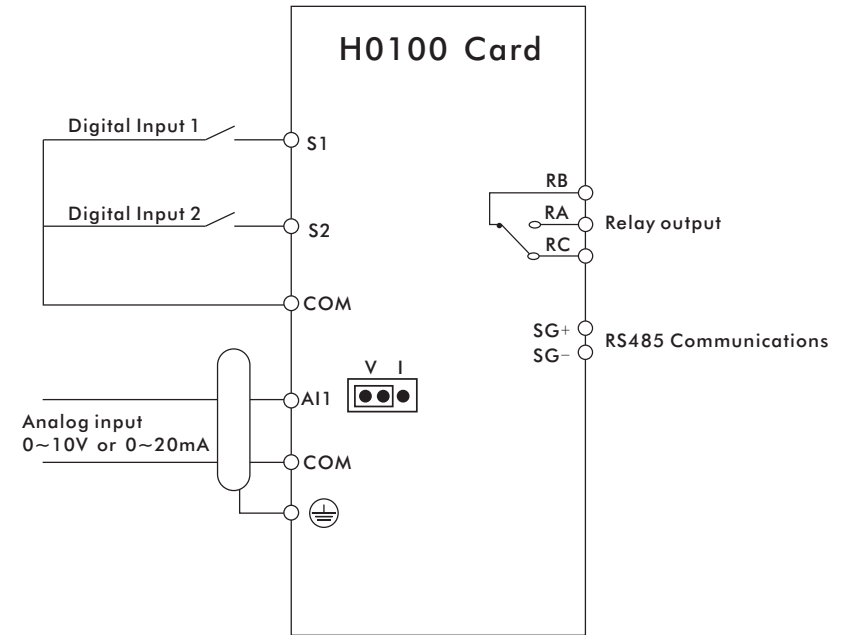 H0100 Card
Digital Input 1
S1
Digital Input 2
S2
COM
RB
RA
RC
Relay output
SG+
SG-
RS485 Communications
V I
AI1
Analog input
0~10V or 0~20mA
COM